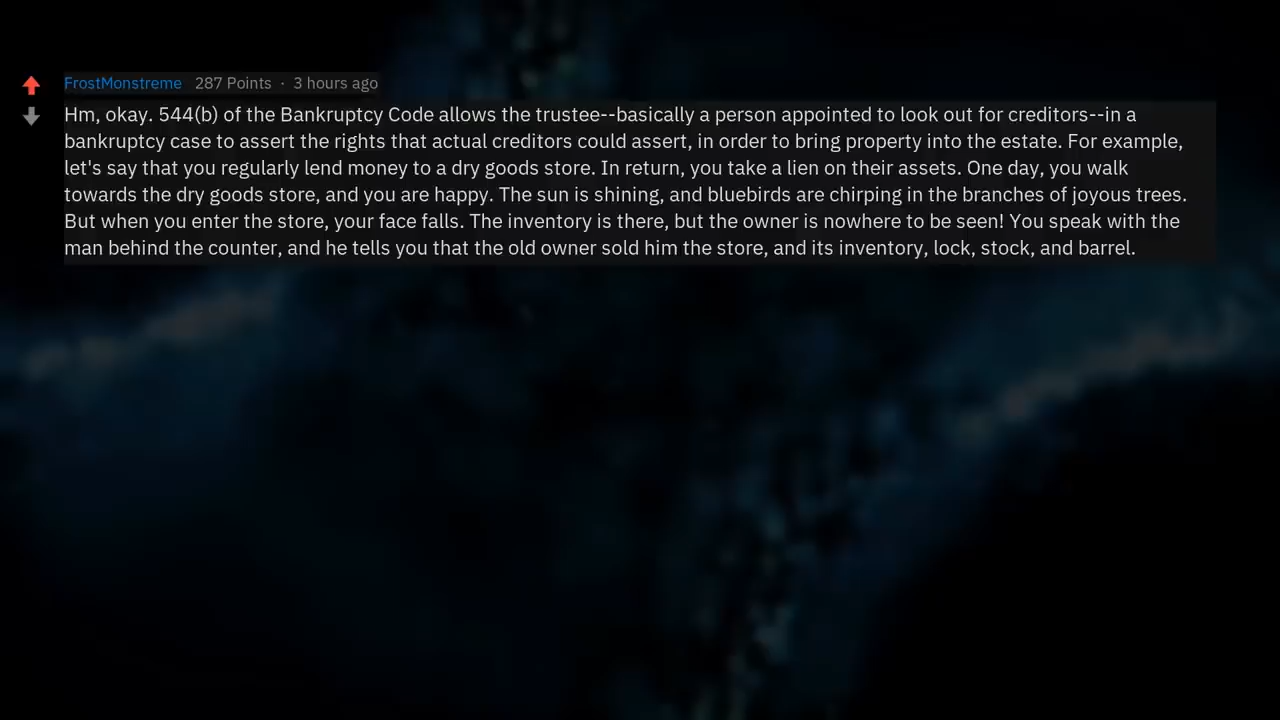 FrostMonstreme 287 Points · 3 hours ago
Hm, okay. 544(b) of the Bankruptcy Code allows the trustee--basically a person appointed to look out for creditors--in a
bankruptcy case to assert the rights that actual creditors could assert, in order to bring property into the estate. For example,
let's say that you regularly lend money to a dry goods store. In return, you take a lien on their assets. One day, you walk
towards the dry goods store, and you are happy. The sun is shining, and bluebirds are chirping in the branches of joyous trees.
But when you enter the store, your face falls. The inventory is there, but the owner is nowhere to be seen! You speak with the
man behind the counter, and he tells you that the old owner sold him the store, and its inventory, lock, stock, and barrel.